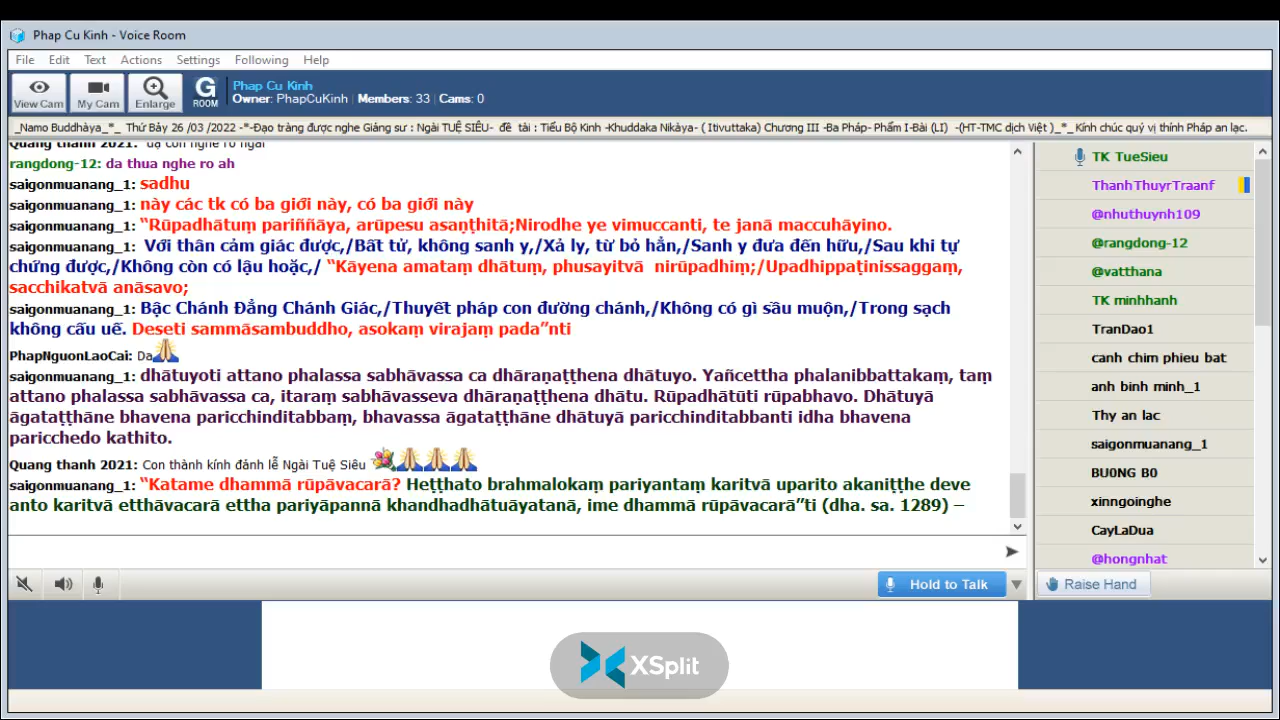 Phap Cu Kinh - Voice Room
File Edit Text Actions Settings Following Help
View Cam My Cam Enlarge G ROOM
Phap Cu Kinh
Owner: PhapCuKinh Members: 33 Cams: 0
_Namo Buddhàya_*_ Thứ Bảy 26 /03 /2022 -*-Đạo tràng được nghe Giảng sư : Ngài TUỆ SIÊU- đề tài : Tiểu Bộ Kinh -Khuddaka Nikàya- ( Itivuttaka) Chương III -Ba Pháp- Phẩm I-Bài (LI) -(HT-TMC dịch Việt )_*_Kính chúc quý vị thính Pháp an lạc.
Quang thanh 2021: dạ con nghe rõ ngài
rangdong-12: da thua nghe ro ah
saigonmuanang_1: sadhu
saigonmuanang_1: này các tk có ba giới này, có ba giới này
saigonmuanang_1: “Rūpadhātuṃ pariññāya, arūpesu asaṇṭhitā;Nirodhe ye vimuccanti, te janā maccuhāyino.
saigonmuanang_1: Với thân cảm giác được,/Bất tử, không sanh y,/Xả ly, từ bỏ hẳn,/Sanh y đưa đến hữu,/Sau khi tự
chứng được,/Không còn có lậu hoặc,/ “Kāyena amataṃ dhātuṃ, phusayitvā nirūpadhiṃ;/Upadhippaṭinissaggaṃ,
sacchikatvā anāsavo;
saigonmuanang_1: Bậc Chánh Đẳng Chánh Giác,/Thuyết pháp con đường chánh,/Không có gì sầu muộn,/Trong sạch
không cấu uế. Deseti sammāsambuddho, asokaṃ virajaṃ pada”nti
PhapNguonLaoCai: Da
saigonmuanang_1: dhātuyoti attano phalassa sabhāvassa ca dhāraṇaṭṭhena dhātuyo. Yañcettha phalanibbattakaṃ, taṃ
attano phalassa sabhāvassa ca, itaraṃ sabhāvasseva dhāraṇaṭṭhena dhātu. Rūpadhātūti rūpabhavo. Dhātuyā
āgataṭṭhāne bhavena paricchinditabbaṃ, bhavassa āgataṭṭhāne dhātuyā paricchinditabbanti idha bhavena
paricchedo kathito.
Quang thanh 2021: Con thành kính đảnh lễ Ngài Tuệ Siêu
saigonmuanang_1: “Katame dhammā rūpāvacarā? Heṭṭhato brahmalokaṃ pariyantaṃ karitvā uparito akaniṭṭhe deve
anto karitvā etthāvacarā ettha pariyāpannā khandhadhātuāyatanā, ime dhammā rūpāvacarā”ti (dha. sa. 1289) –
TK TueSieu
ThanhThuyrTraanf
@nhuthuynh109
@rangdong-12
@vatthana
TK minhhanh
TranDao1
canh chim phieu bat
anh binh minh_1
Thy an lac
saigonmuanang_1
BU0NG B0
xinngoinghe
CayLaDua
@hongnhat
Hold to Talk
Raise Hand
XSplit